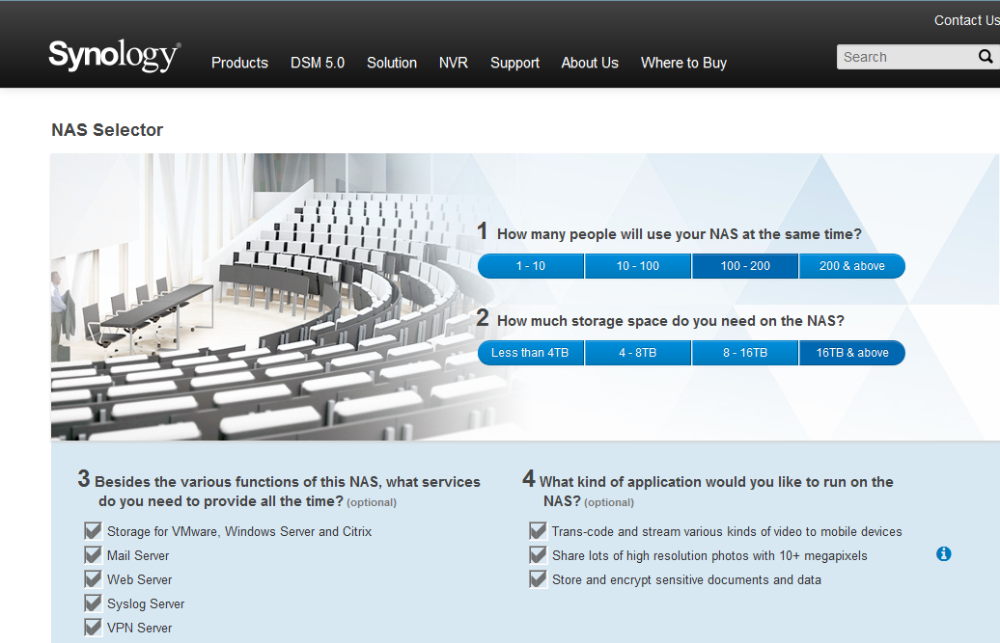 Contact Us
Synology®
Products DSM 5.0 Solution NVR Support About Us Where to Buy
Search
NAS Selector
1 How many people will use your NAS at the same time?
1 - 10 10 - 100 100 - 200 200 & above
2 How much storage space do you need on the NAS?
Less than 4TB 4 - 8TB 8 - 16TB 16TB & above
3 Besides the various functions of this NAS, what services
do you need to provide all the time? (optional)
Storage for VMware, Windows Server and Citrix
Mail Server
Web Server
Syslog Server
VPN Server
4 What kind of application would you like to run on the
NAS? (optional)
Trans-code and stream various kinds of video to mobile devices
Share lots of high resolution photos with 10+ megapixels
Store and encrypt sensitive documents and data